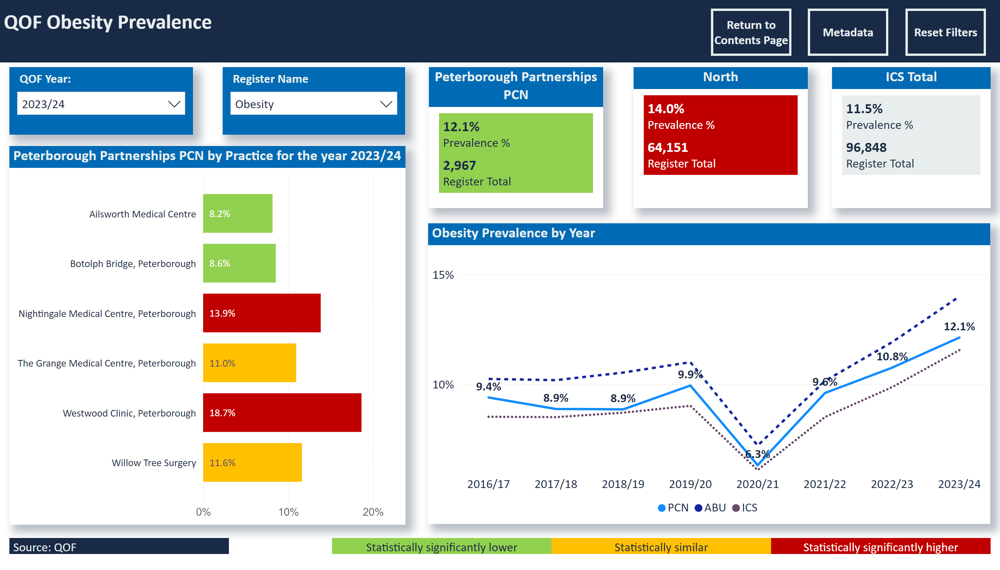 QOF Obesity Prevalence
Return to
Contents Page
Metadata
Reset Filters
QOF Year:
2023/24
Register Name
Obesity
Peterborough Partnerships
PCN
12.1%
Prevalence %
2,967
Register Total
North
14.0%
Prevalence %
64,151
Register Total
ICS Total
11.5%
Prevalence %
96,848
Register Total
Peterborough Partnerships PCN by Practice for the year 2023/24
Ailsworth Medical Centre
8.2%
Botolph Bridge, Peterborough
8.6%
Nightingale Medical Centre, Peterborough
13.9%
The Grange Medical Centre, Peterborough
11.0%
Westwood Clinic, Peterborough
18.7%
Willow Tree Surgery
11.6%
0%
10%
20%
Obesity Prevalence by Year
15%
10%
9.4%
8.9%
8.9%
9.9%
6.3%
9.6%
10.8%
12.1%
2016/17
2017/18
2018/19
2019/20
2020/21
2021/22
2022/23
2023/24
PCN
ABU
ICS
Source: QOF
Statistically significantly lower
Statistically similar
Statistically significantly higher